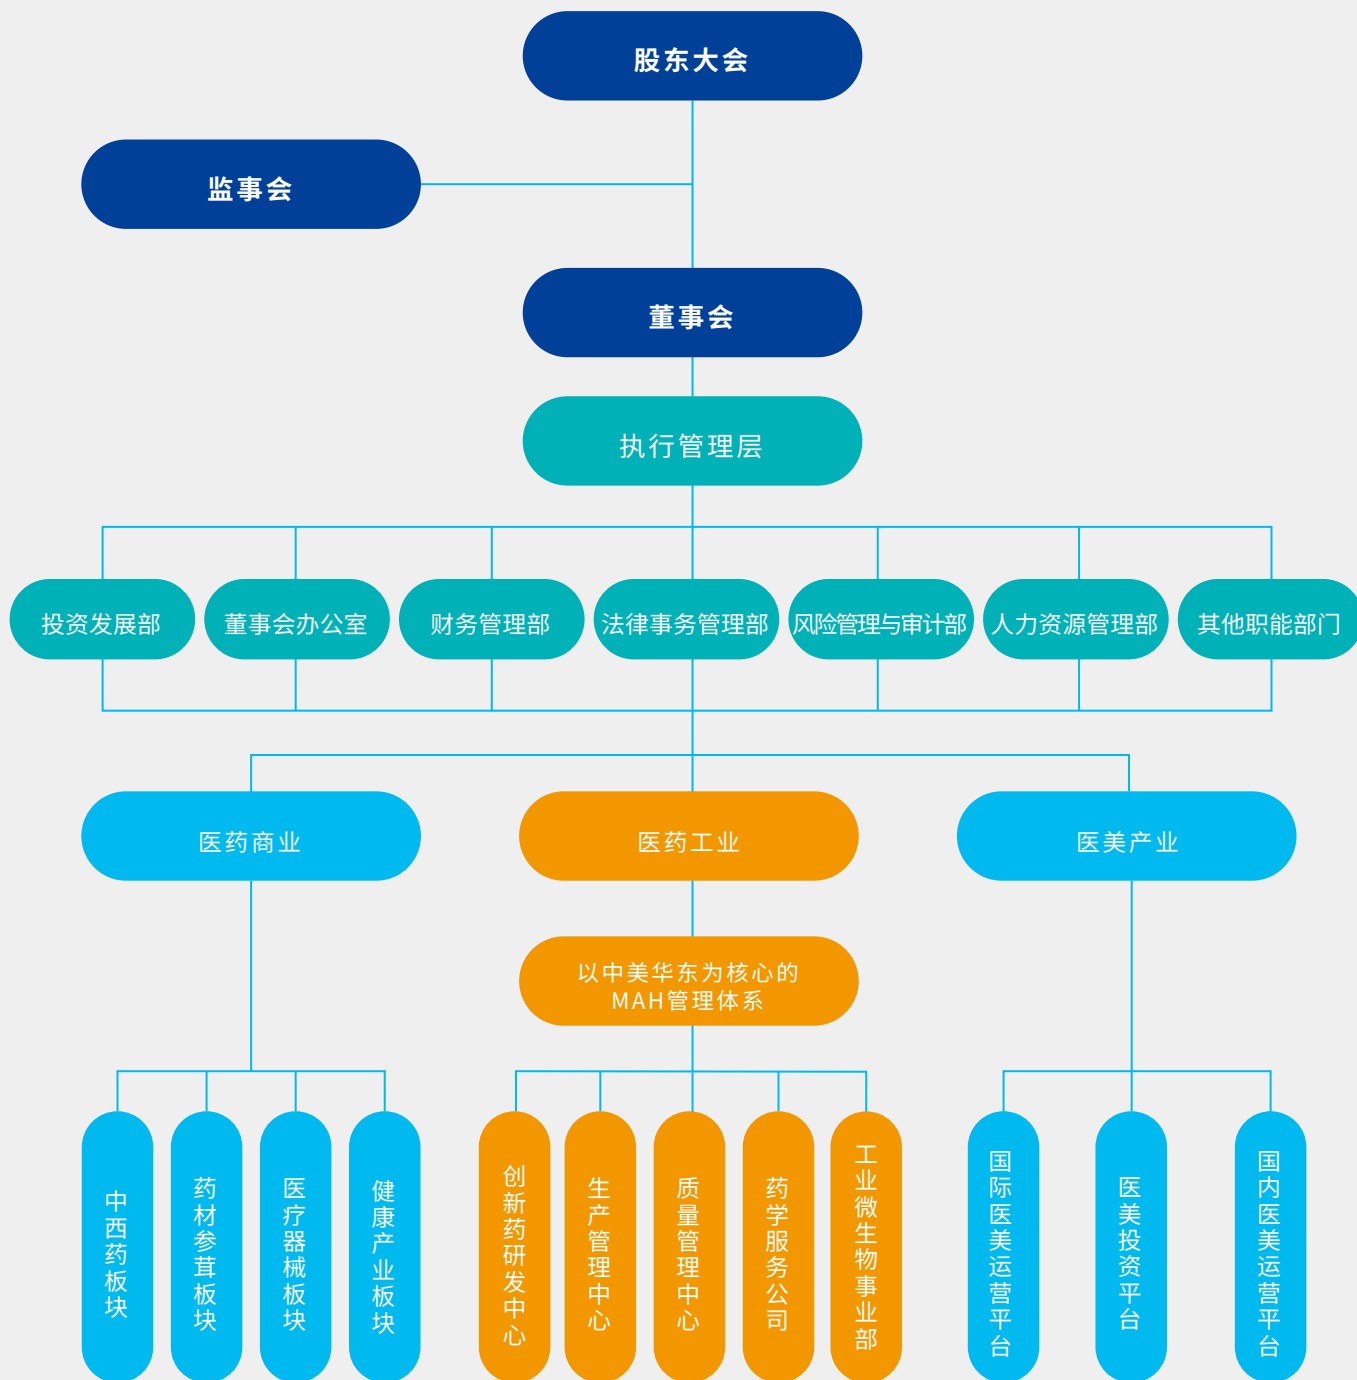 股东大会
监事会
董事会
执行管理层
投资发展部
董事会办公室
财务管理部
法律事务管理部
风险管理与审计部
人力资源管理部
其他职能部门
医药商业
医药工业
医美产业
以中美华东为核心的
MAH管理体系
中西药板块
药材参茸板块
医疗器械板块
健康产业板块
创新药研发中心
生产管理中心
质量管理中心
药学服务公司
工业微生物事业部
国际医美运营平台
医美投资平台
国内医美运营平台